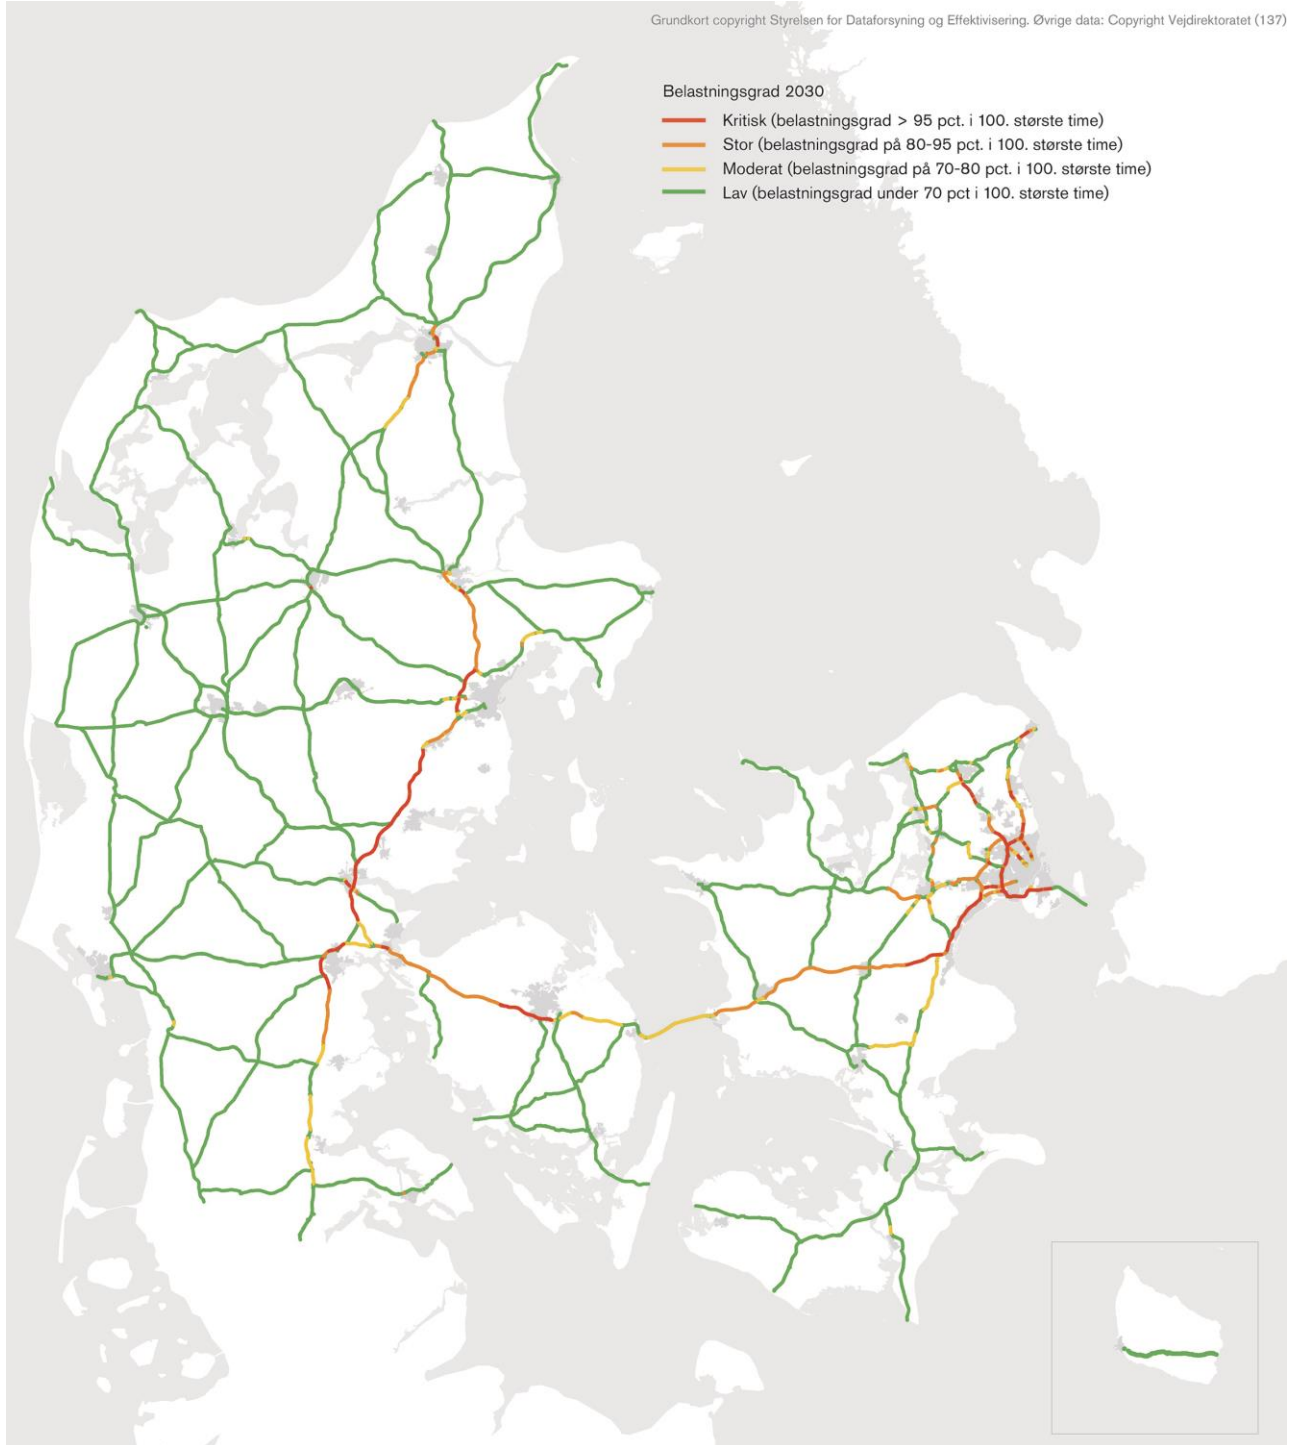 Grundkort copyright Styrelsen for Dataforsyning og Effektivisering. Øvrige data: Copyright Vejdirektoratet (137)
Belastningsgrad 2030
Kritisk (belastningsgrad > 95 pct. i 100. største time)
Stor (belastningsgrad på 80-95 pct. i 100. største time)
Moderat (belastningsgrad på 70-80 pct. i 100. største time)
Lav (belastningsgrad under 70 pct i 100. største time)